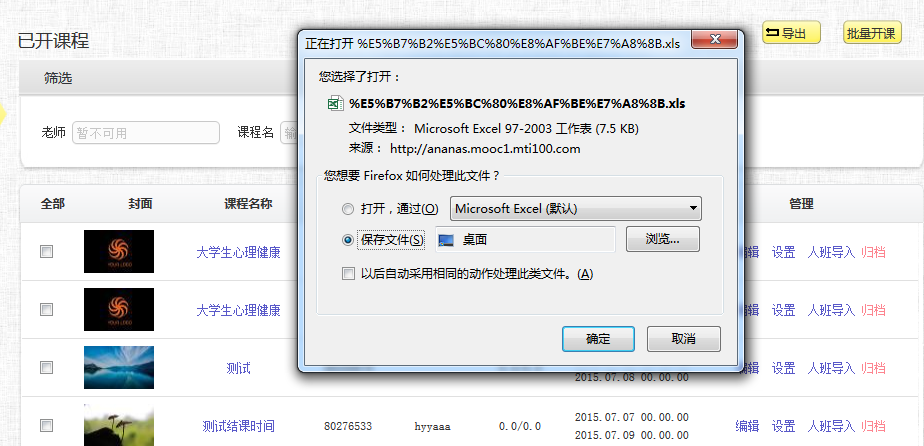 已开课程
导出
批量开课
筛选
老师 暂不可用 课程名
正在打开 %E5%B7%B2%E5%BC%80%E8%AF%BE%E7%A8%8B.xls
您选择了打开：
%E5%B7%B2%E5%BC%80%E8%AF%BE%E7%A8%8B.xls
文件类型： Microsoft Excel 97-2003 工作表 (7.5 KB)
来源： http://ananas.mooc1.mti100.com
您想要 Firefox 如何处理此文件？
打开，通过(O) Microsoft Excel (默认)
保存文件(S) 桌面 浏览...
以后自动采用相同的动作处理此类文件。(A)
确定 取消
全部 封面 课程名称 管理
YOUR LOGO 大学生心理健康 编辑 设置 人班导入 归档
YOUR LOGO 大学生心理健康 编辑 设置 人班导入 归档
测试 2015.07.08 00.00.00 编辑 设置 人班导入 归档
测试结课时间 80276533 hyyaaa 0.0/0.0 2015.07.07 00.00.00 编辑 设置 人班导入 归档
2015.07.09 00.00.00